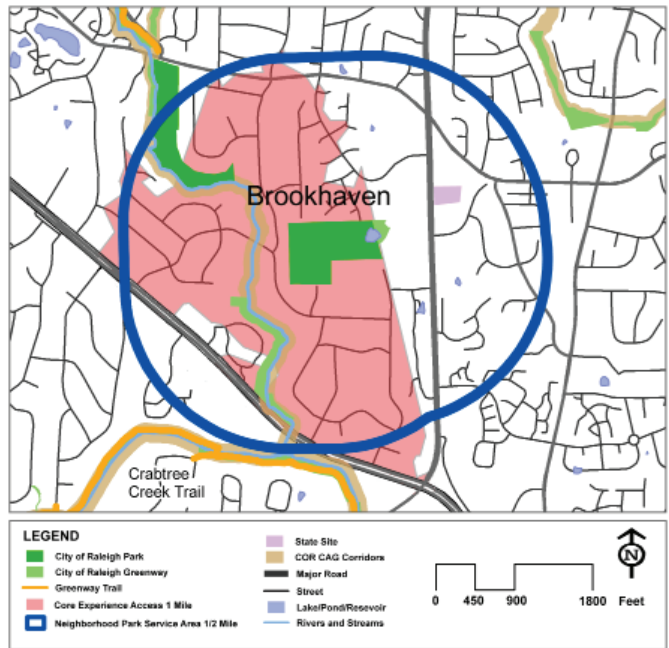 Brookhaven
Crabtree
Creek Trail
LEGEND
City of Raleigh Park
City of Raleigh Greenway
Greenway Trail
Core Experience Access 1 Mile
Neighborhood Park Service Area 1/2 Mile
State Site
COR CAG Corridors
Major Road
Street
Lake/Pond/Resevoir
Rivers and Streams
0 450 900 1800 Feet
N